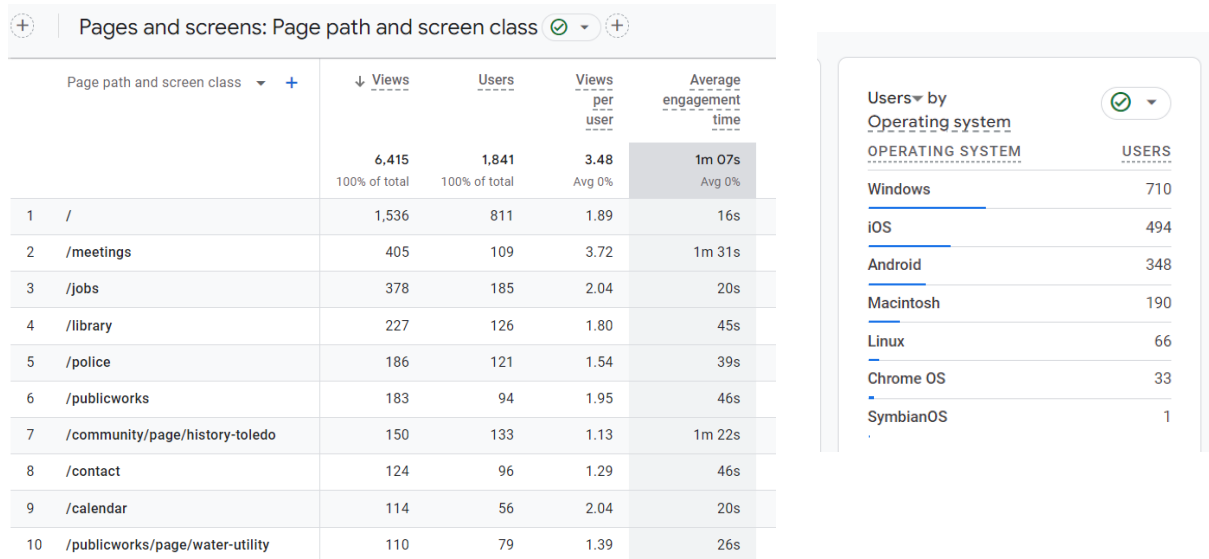 Pages and screens: Page path and screen class
Page path and screen class
Views Users Views per user Average engagement time
6,415 1,841 3.48 1m 07s
100% of total 100% of total Avg 0% Avg 0%
1 / 1,536 811 1.89 16s
2 /meetings 405 109 3.72 1m 31s
3 /jobs 378 185 2.04 20s
4 /library 227 126 1.80 45s
5 /police 186 121 1.54 39s
6 /publicworks 183 94 1.95 46s
7 /community/page/history-toledo 150 133 1.13 1m 22s
8 /contact 124 96 1.29 46s
9 /calendar 114 56 2.04 20s
10 /publicworks/page/water-utility 110 79 1.39 26s
Users by
Operating system
OPERATING SYSTEM USERS
Windows 710
iOS 494
Android 348
Macintosh 190
Linux 66
Chrome OS 33
SymbianOS 1